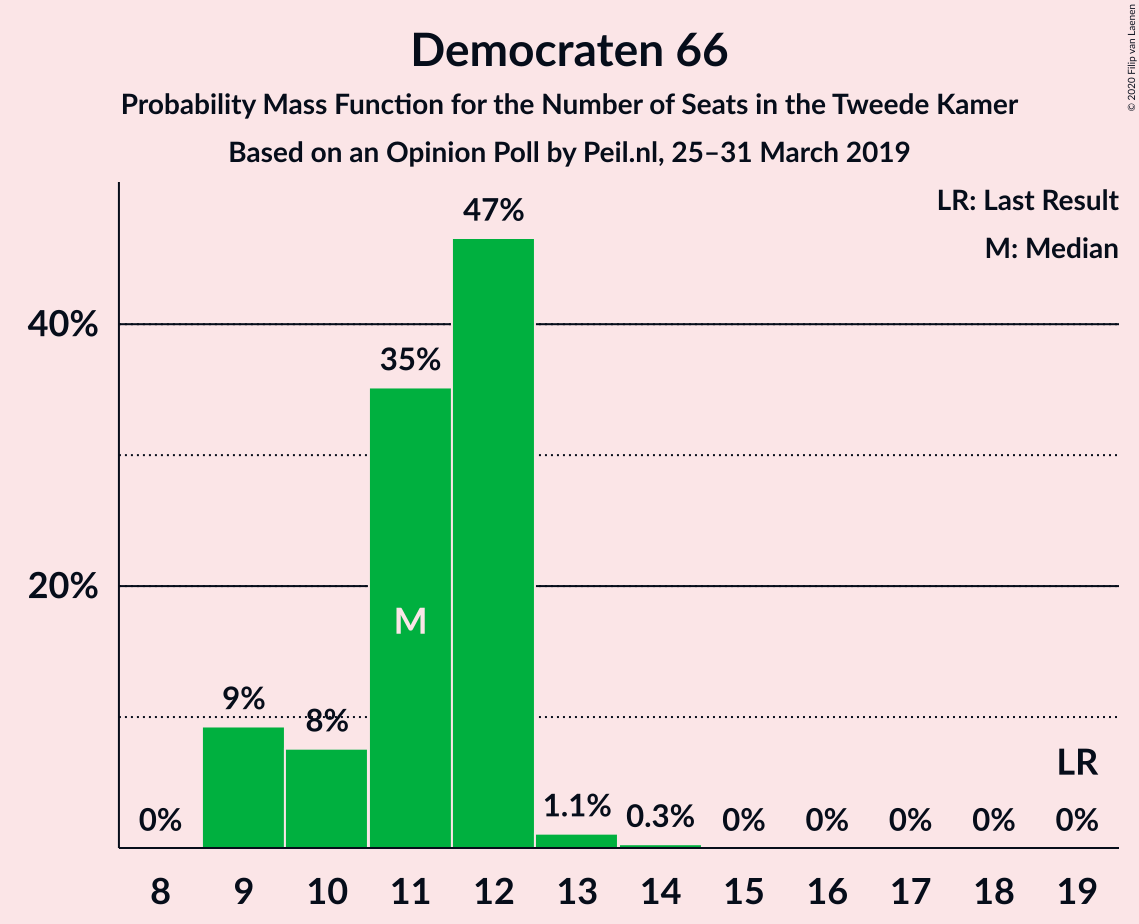 © 2020 Filip van Laenen
Democraten 66
Probability Mass Function for the Number of Seats in the Tweede Kamer
Based on an Opinion Poll by Peil.nl, 25–31 March 2019
LR: Last Result
M: Median
47%
40%
35%
20%
M
9%
8%
LR
0%
1.1%
0.3%
0%
0%
0%
0%
0%
8 9 10 11 12 13 14 15 16 17 18 19